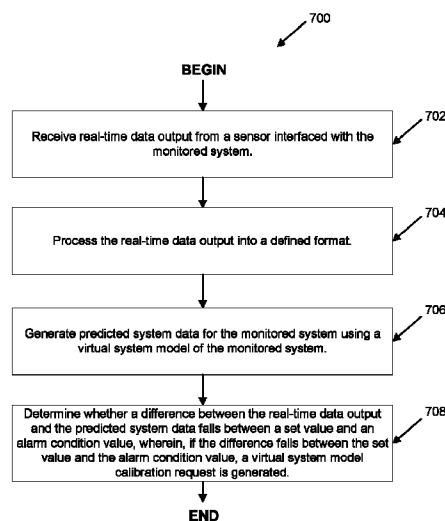 700
BEGIN
702
Receive real-time data output from a sensor interfaced with the
monitored system.
704
Process the real-time data output into a defined format.
706
Generate predicted system data for the monitored system using a
virtual system model of the monitored system.
708
Determine whether a difference between the real-time data output
and the predicted system data falls between a set value and an
alarm condition value, wherein, if the difference falls between the set
value and the alarm condition value, a virtual system model
calibration request is generated.
END